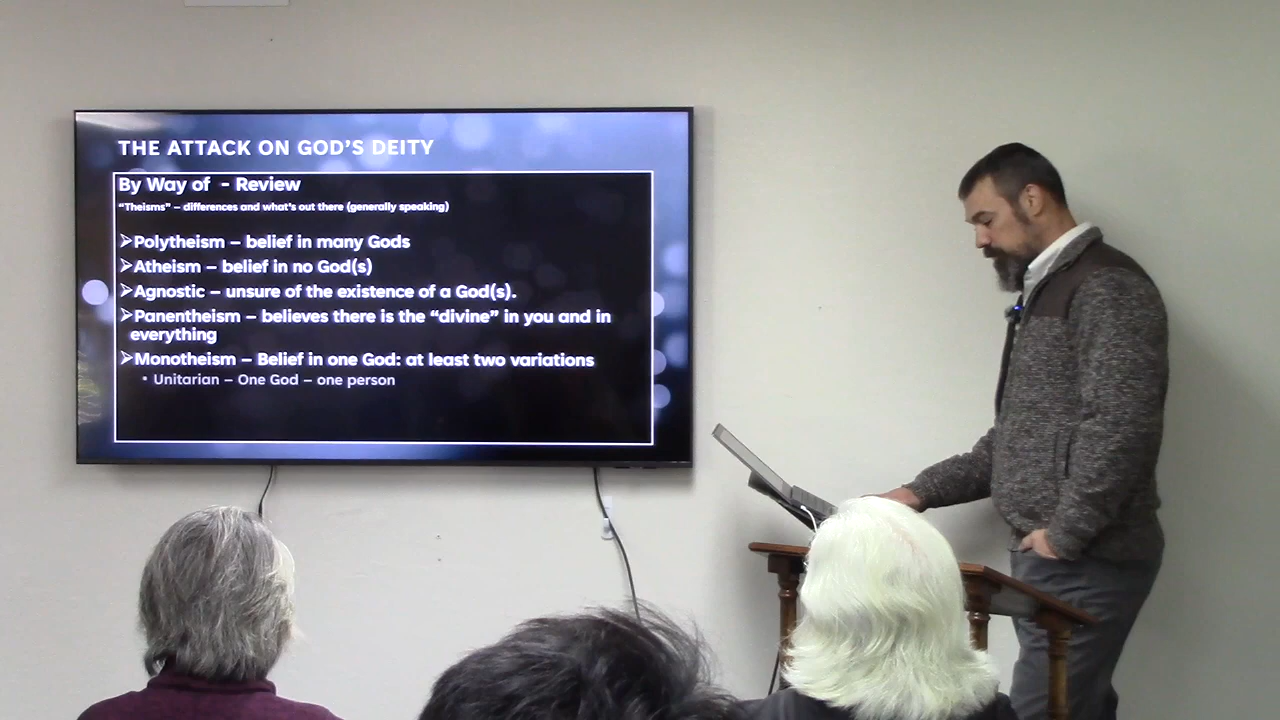 THE ATTACK ON GOD'S DEITY
By Way of - Review
"Theisms" – differences and what's out there (generally speaking)
➢Polytheism – belief in many Gods
➢Atheism – belief in no God(s)
➢Agnostic – unsure of the existence of a God(s).
➢Panentheism – believes there is the "divine" in you and in
everything
➢Monotheism – Belief in one God: at least two variations
• Unitarian – One God – one person